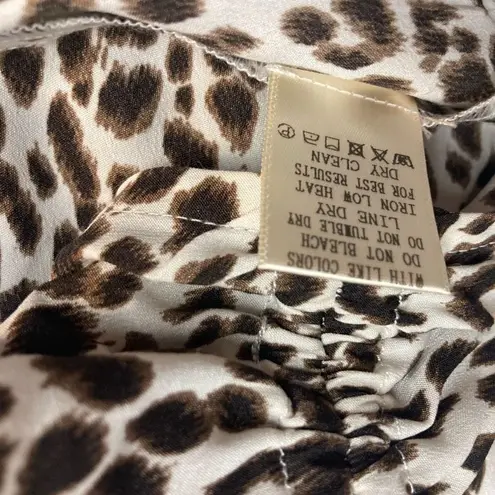 WITH LIKE COLORS
DO NOT BLEACH
DO NOT TUMBLE DRY
LINE DRY
IRON LOW HEAT
FOR BEST RESULTS
DRY CLEAN